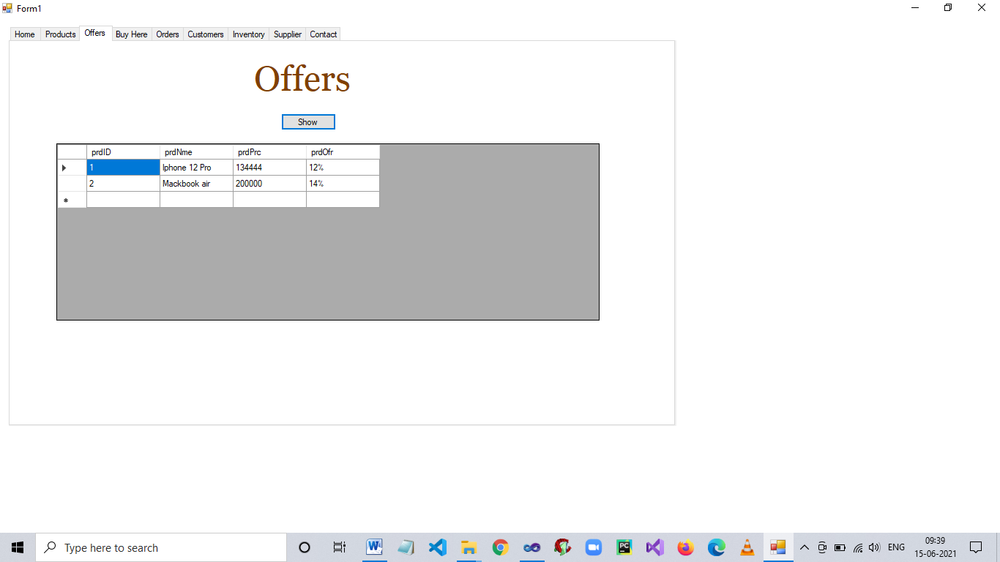 Form1
Home Products Offers Buy Here Orders Customers Inventory Supplier Contact
Offers
Show
prdID prdNme prdPrc prdOfr
1 Iphone 12 Pro 134444 12%
2 Mackbook air 200000 14%
Type here to search
PC
ENG
09:39
15-06-2021